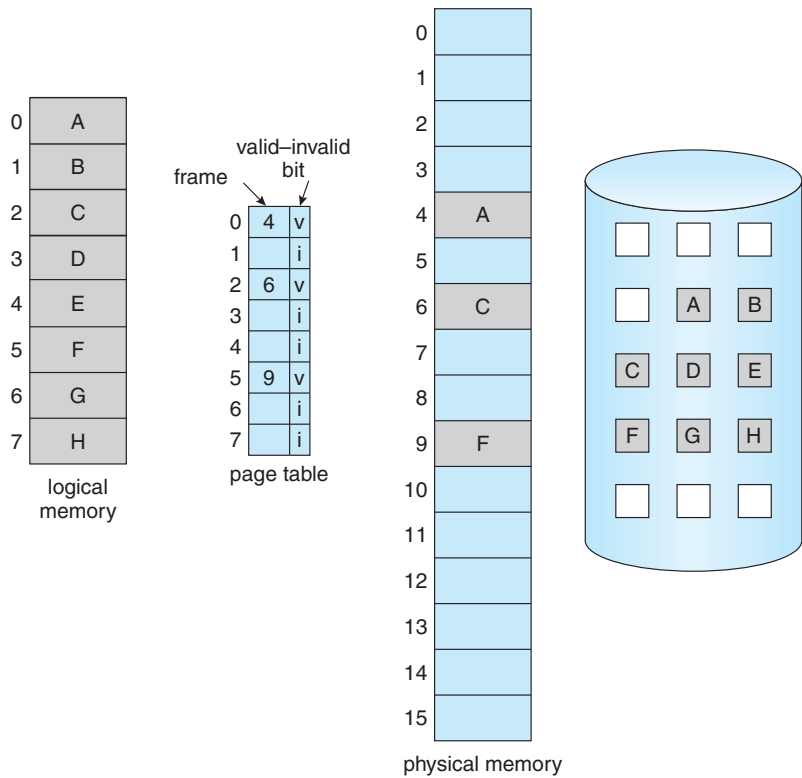 0 A
1 B
2 C
3 D
4 E
5 F
6 G
7 H
logical
memory
frame
valid–invalid
bit
0 4 v
1 i
2 6 v
3 i
4 i
5 9 v
6 i
7 i
page table
0
1
2
3
4 A
5
6 C
7
8
9 F
10
11
12
13
14
15
physical memory
A B
C D E
F G H